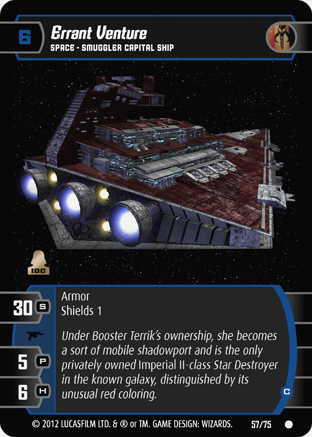 6 Errant Venture
SPACE - SMUGGLER CAPITAL SHIP
IDC
30 S
Armor
Shields 1
5 P
6 H
Under Booster Terrik's ownership, she becomes
a sort of mobile shadowport and is the only
privately owned Imperial II-class Star Destroyer
in the known galaxy, distinguished by its
unusual red coloring.
C
© 2012 LUCASFILM LTD. & ® or TM. GAME DESIGN: WIZARDS. 57/75